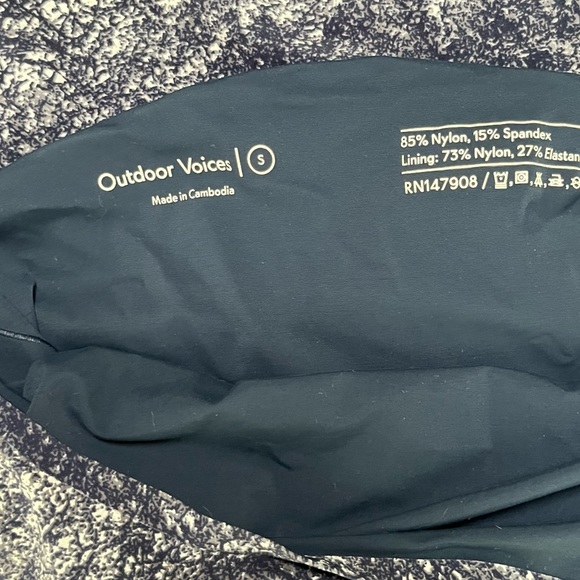 Outdoor Voices | S
Made in Cambodia
85% Nylon, 15% Spandex
Lining: 73% Nylon, 27% Elastan
RN147908 /